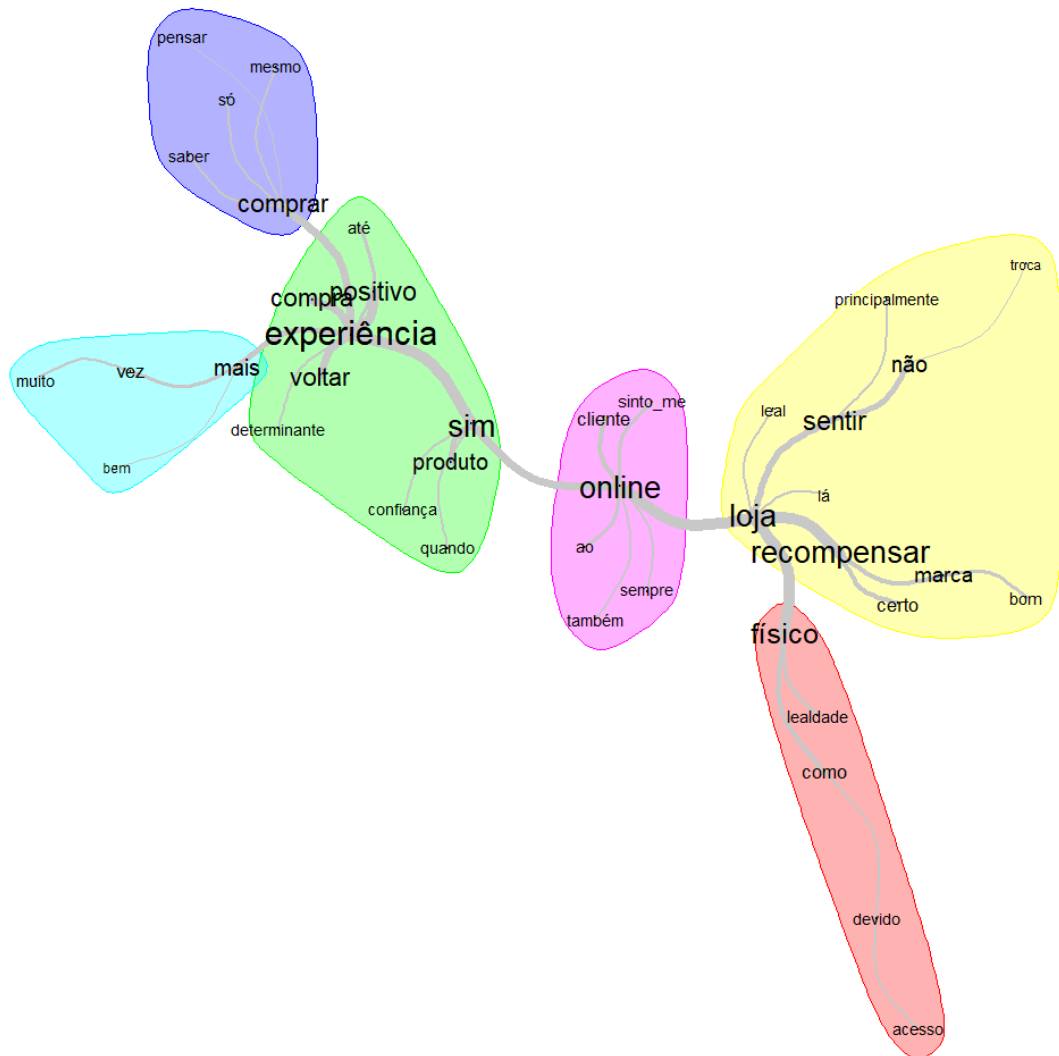 pensar
mesmo
só
saber
comprar
até
positivo
compra
experiência
mais
vez
muito
voltar
bem
determinante
sim
produto
confiança
quando
sinto_me
cliente
online
ao
sempre
também
troca
principalmente
não
leal
sentir
lá
loja
recompensar
marca
bom
certo
físico
lealdade
como
devido
acesso